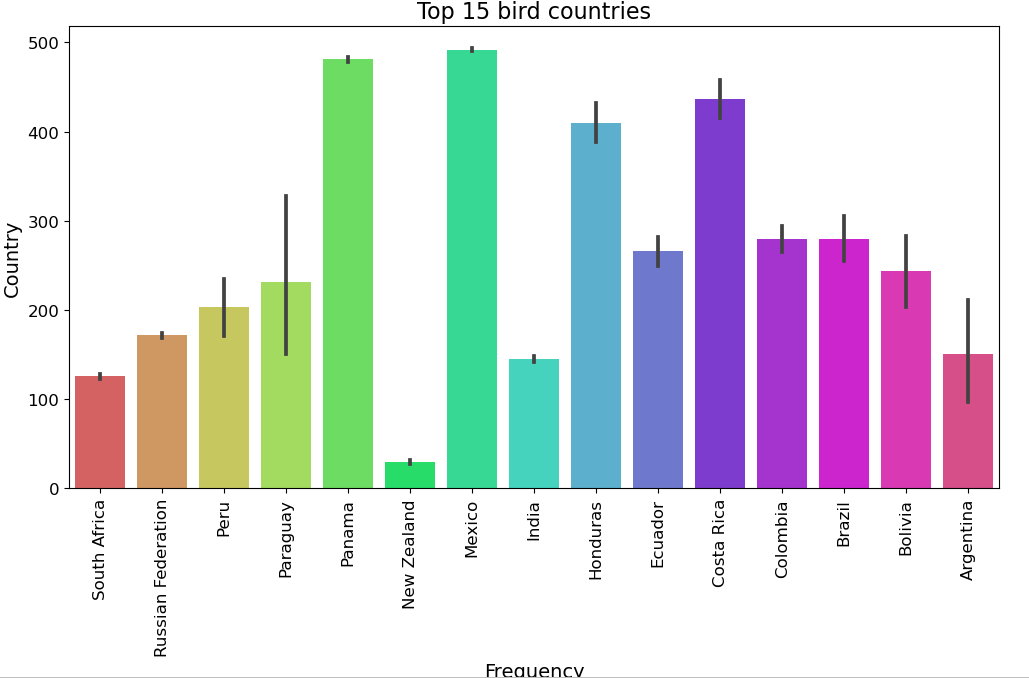 Top 15 bird countries
Country
500
400
300
200
100
0
South Africa
Russian Federation
Peru
Paraguay
Panama
New Zealand
Mexico
India
Honduras
Ecuador
Costa Rica
Colombia
Brazil
Bolivia
Argentina
Frequency